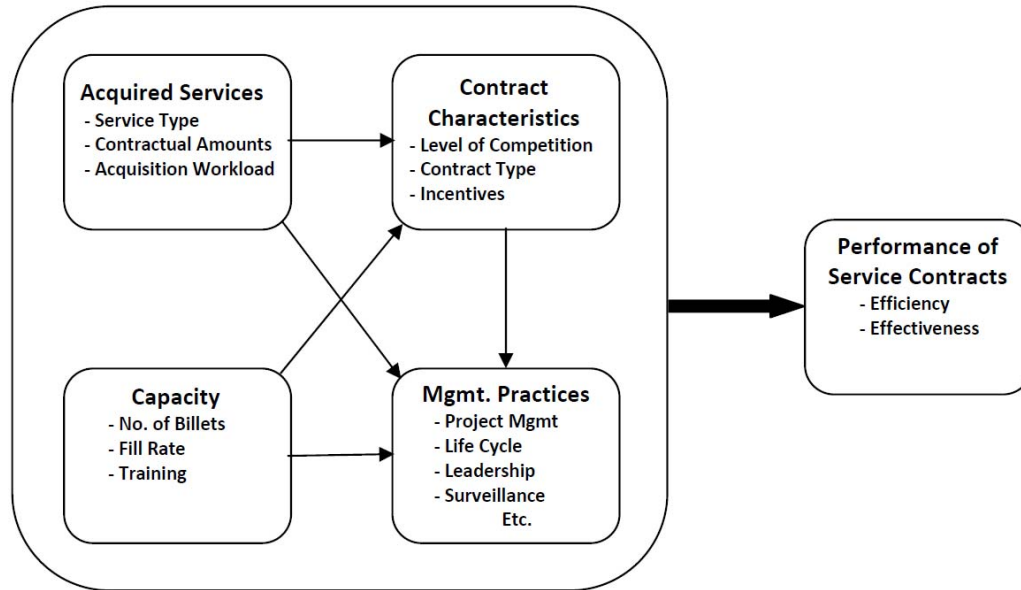 Acquired Services
- Service Type
- Contractual Amounts
- Acquisition Workload
Contract
Characteristics
- Level of Competition
- Contract Type
- Incentives
Capacity
- No. of Billets
- Fill Rate
- Training
Mgmt. Practices
- Project Mgmt
- Life Cycle
- Leadership
- Surveillance
Etc.
Performance of
Service Contracts
- Efficiency
- Effectiveness